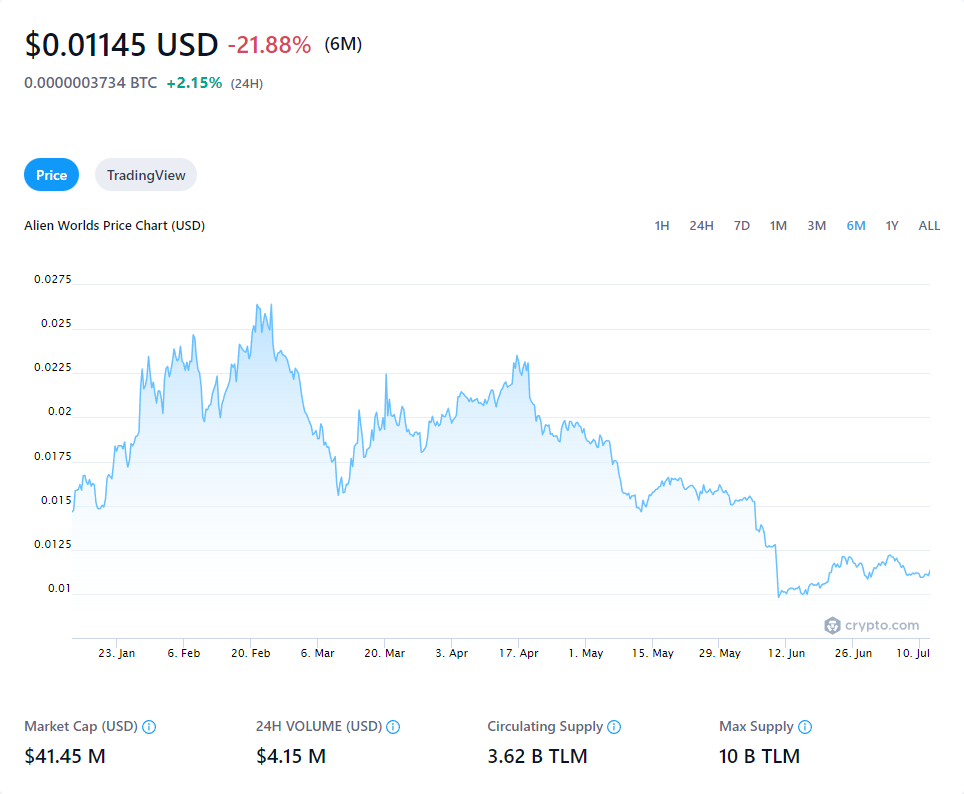 $0.01145 USD -21.88% (6M)
0.0000003734 BTC +2.15% (24H)
Price TradingView
Alien Worlds Price Chart (USD) 1H 24H 7D 1M 3M 6M 1Y ALL
0.0275
0.025
0.0225
0.02
0.0175
0.015
0.0125
0.01
crypto.com
23. Jan 6. Feb 20. Feb 6. Mar 20. Mar 3. Apr 17. Apr 1. May 15. May 29. May 12. Jun 26. Jun 10. Jul
Market Cap (USD) 24H VOLUME (USD) Circulating Supply Max Supply
$41.45 M $4.15 M 3.62 B TLM 10 B TLM